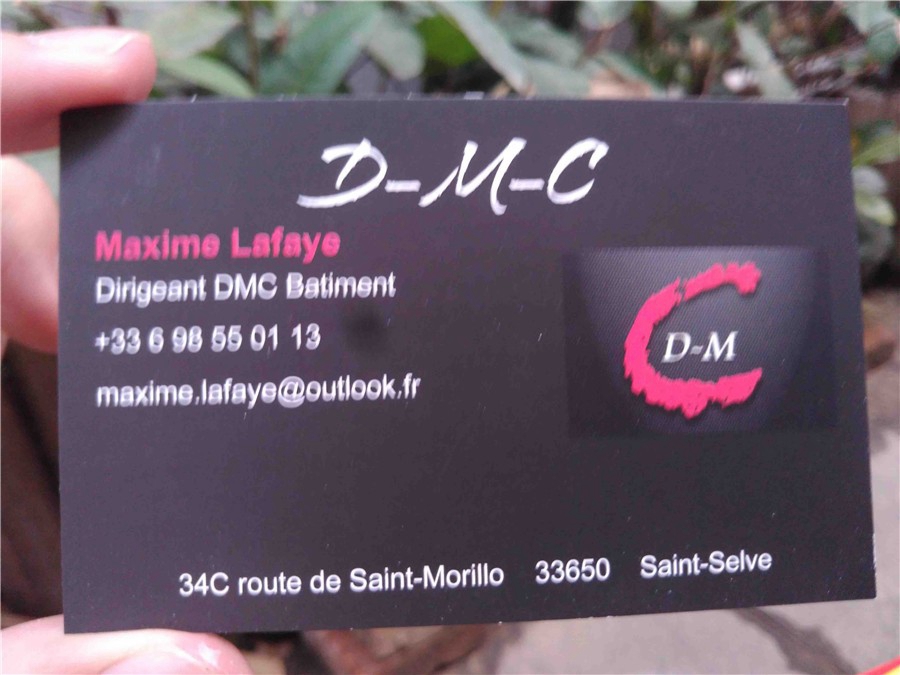 D-M-C
Maxime Lafaye
Dirigeant DMC Batiment
+33 6 98 55 01 13
maxime.lafaye@outlook.fr
C
D-M
34C route de Saint-Morillo 33650 Saint-Selve